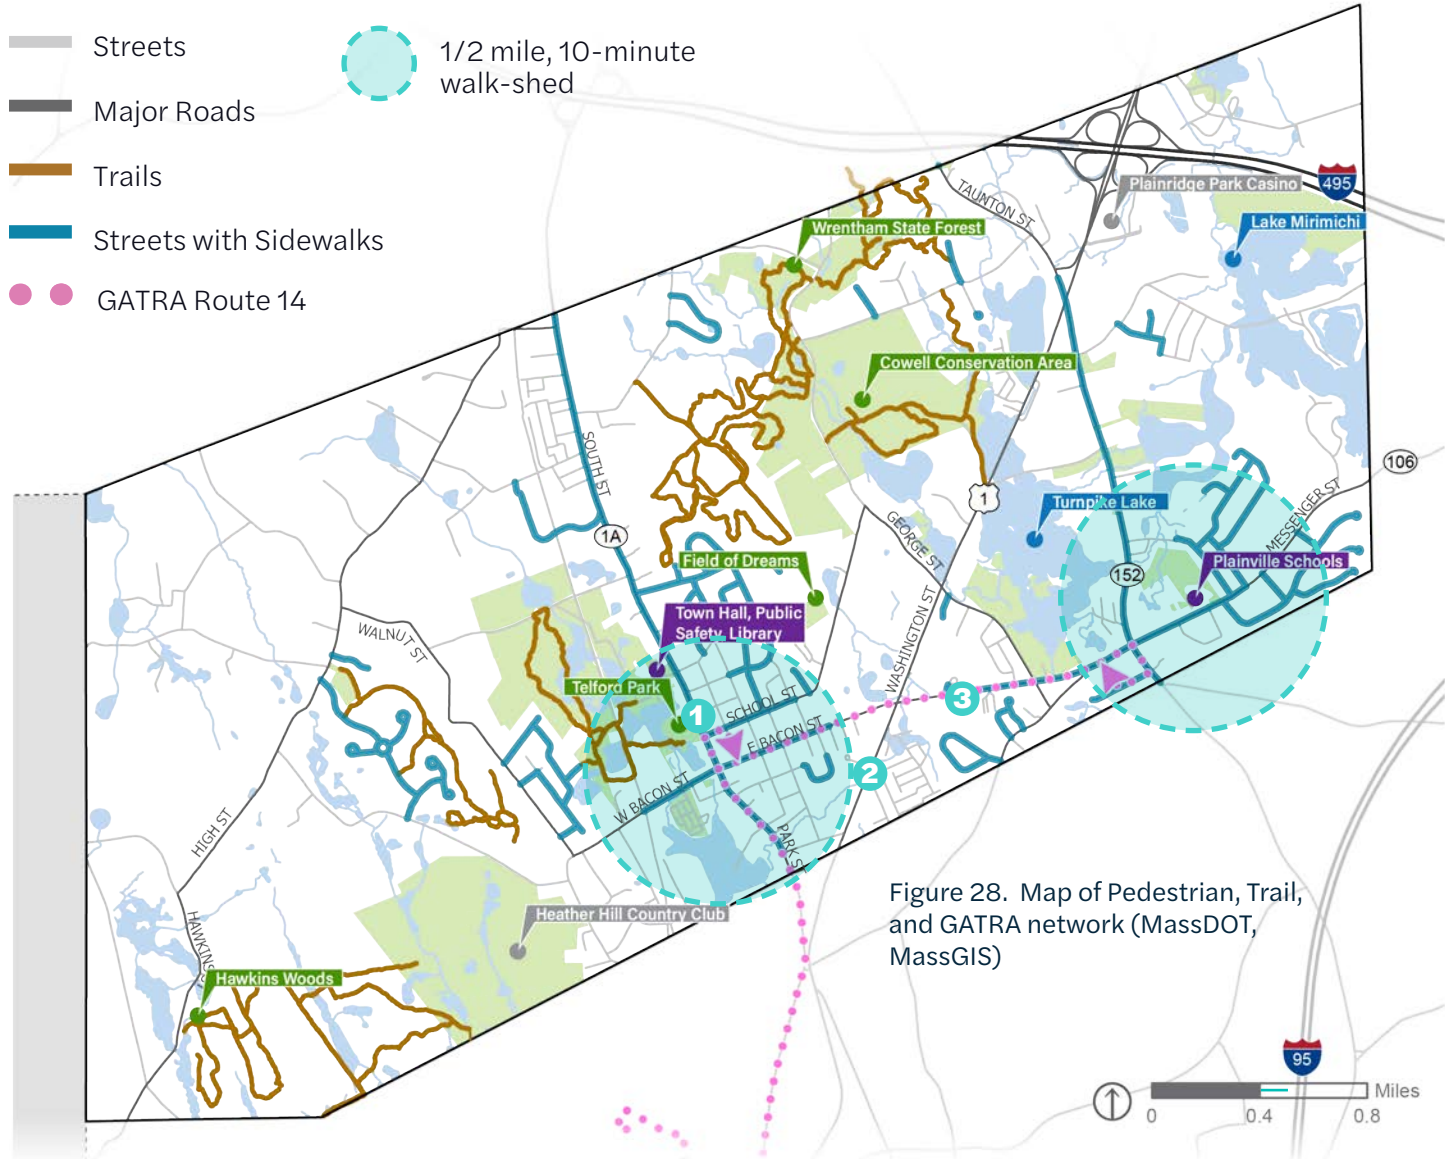 Streets
Major Roads
Trails
Streets with Sidewalks
GATRA Route 14
1/2 mile, 10-minute
walk-shed
TAUNTON ST
Plainridge Park Casino
495
Lake Mirimichi
Wrentham State Forest
Cowell Conservation Area
SOUTH ST
106
1
Turnpike Lake
MESSENGER ST
1A
GEORGE ST
Field of Dreams
152
Plainville Schools
Town Hall, Public
Safety, Library
WALNUT ST
WASHINGTON ST
Telford Park
1
SCHOOL ST
3
E BACON ST
2
W BACON ST
PARK ST
HIGH ST
Heather Hill Country Club
HAWKINS
Hawkins Woods
Figure 28. Map of Pedestrian, Trail,
and GATRA network (MassDOT,
MassGIS)
95
Miles
0
0.4
0.8